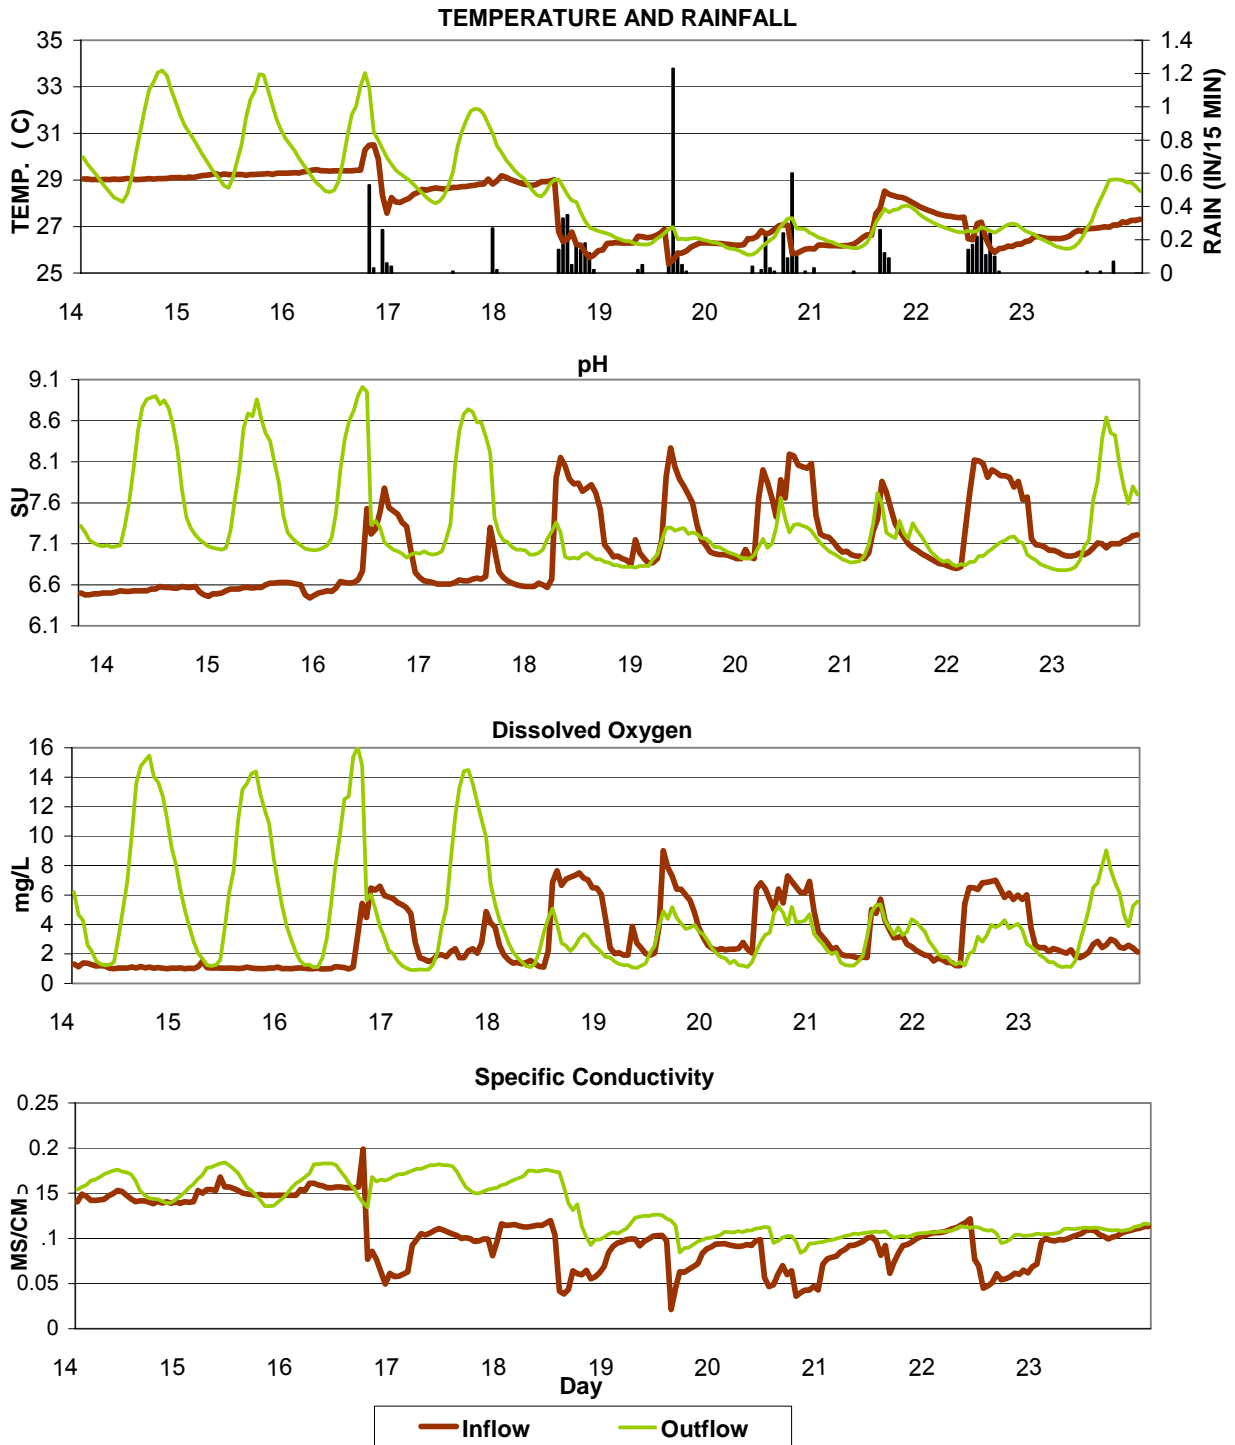 TEMPERATURE AND RAINFALL
TEMP. ( C)
35
33
31
29
27
25
1.4
1.2
1
0.8
0.6
0.4
0.2
0
RAIN (IN/15 MIN)
14 15 16 17 18 19 20 21 22 23
pH
SU
9.1
8.6
8.1
7.6
7.1
6.6
6.1
14 15 16 17 18 19 20 21 22 23
Dissolved Oxygen
mg/L
16
14
12
10
8
6
4
2
0
14 15 16 17 18 19 20 21 22 23
Specific Conductivity
MS/CM
0.25
0.2
.15
.1
0.05
0
14 15 16 17 18 19 20 21 22 23
Day
Inflow Outflow